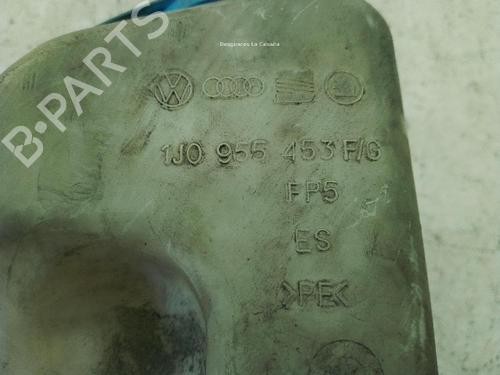 Desguaces La Cabaña
B-PARTS
1J0 955 453 F/G
FP5
ES
>PE<